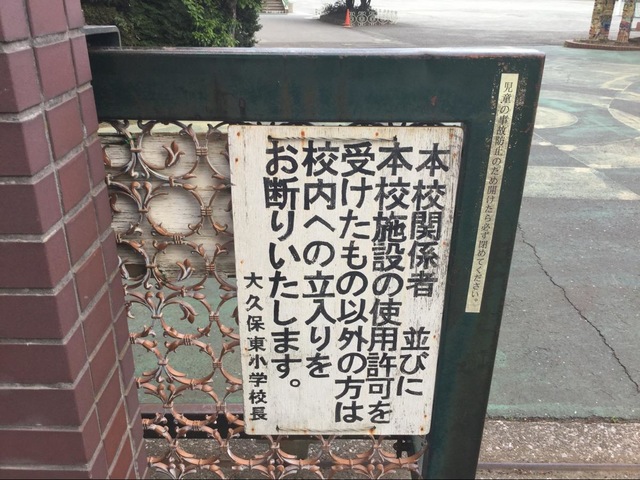 児童の事故防止のため開けたら必ず閉めてください。
本校関係者 並びに
本校施設の使用許可を
受けたもの以外の方は
校内への立入りを
お断りいたします。
大久保東小学校長